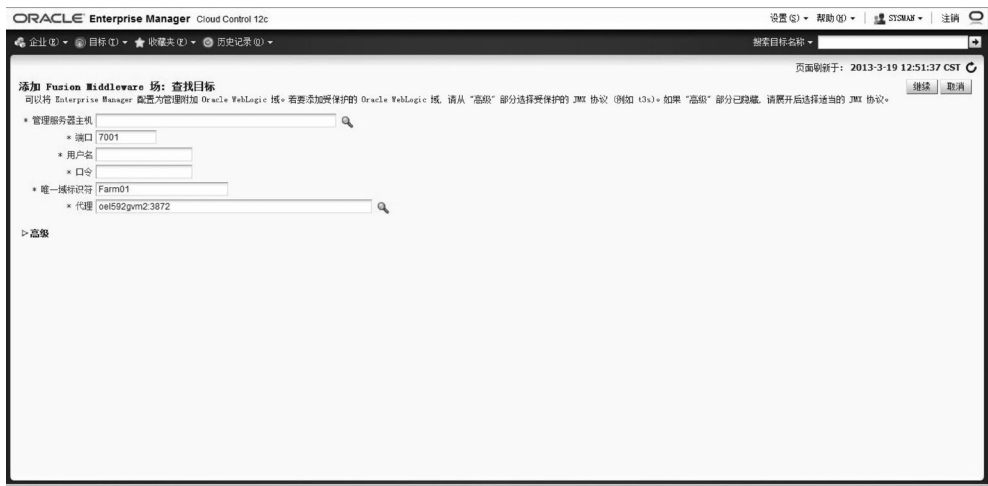 ORACLE Enterprise Manager Cloud Control 12c
设置(S) 帮助(H) SYSMAN 注销
企业(E) 目标(T) 收藏夹(F) 历史记录(O) 搜索目标名称
页面刷新于: 2013-3-19 12:51:37 CST
添加 Fusion Middleware 场: 查找目标
继续 取消
可以将 Enterprise Manager 配置为管理附加 Oracle WebLogic 域。若要添加受保护的 Oracle WebLogic 域, 请从 "高级" 部分选择受保护的 JMX 协议 (例如 t3s)。如果 "高级" 部分已隐藏, 请展开后选择适当的 JMX 协议。
* 管理服务器主机
* 端口 7001
* 用户名
* 口令
* 唯一域标识符 Farm01
* 代理 oel592gvm2:3872
▷高级